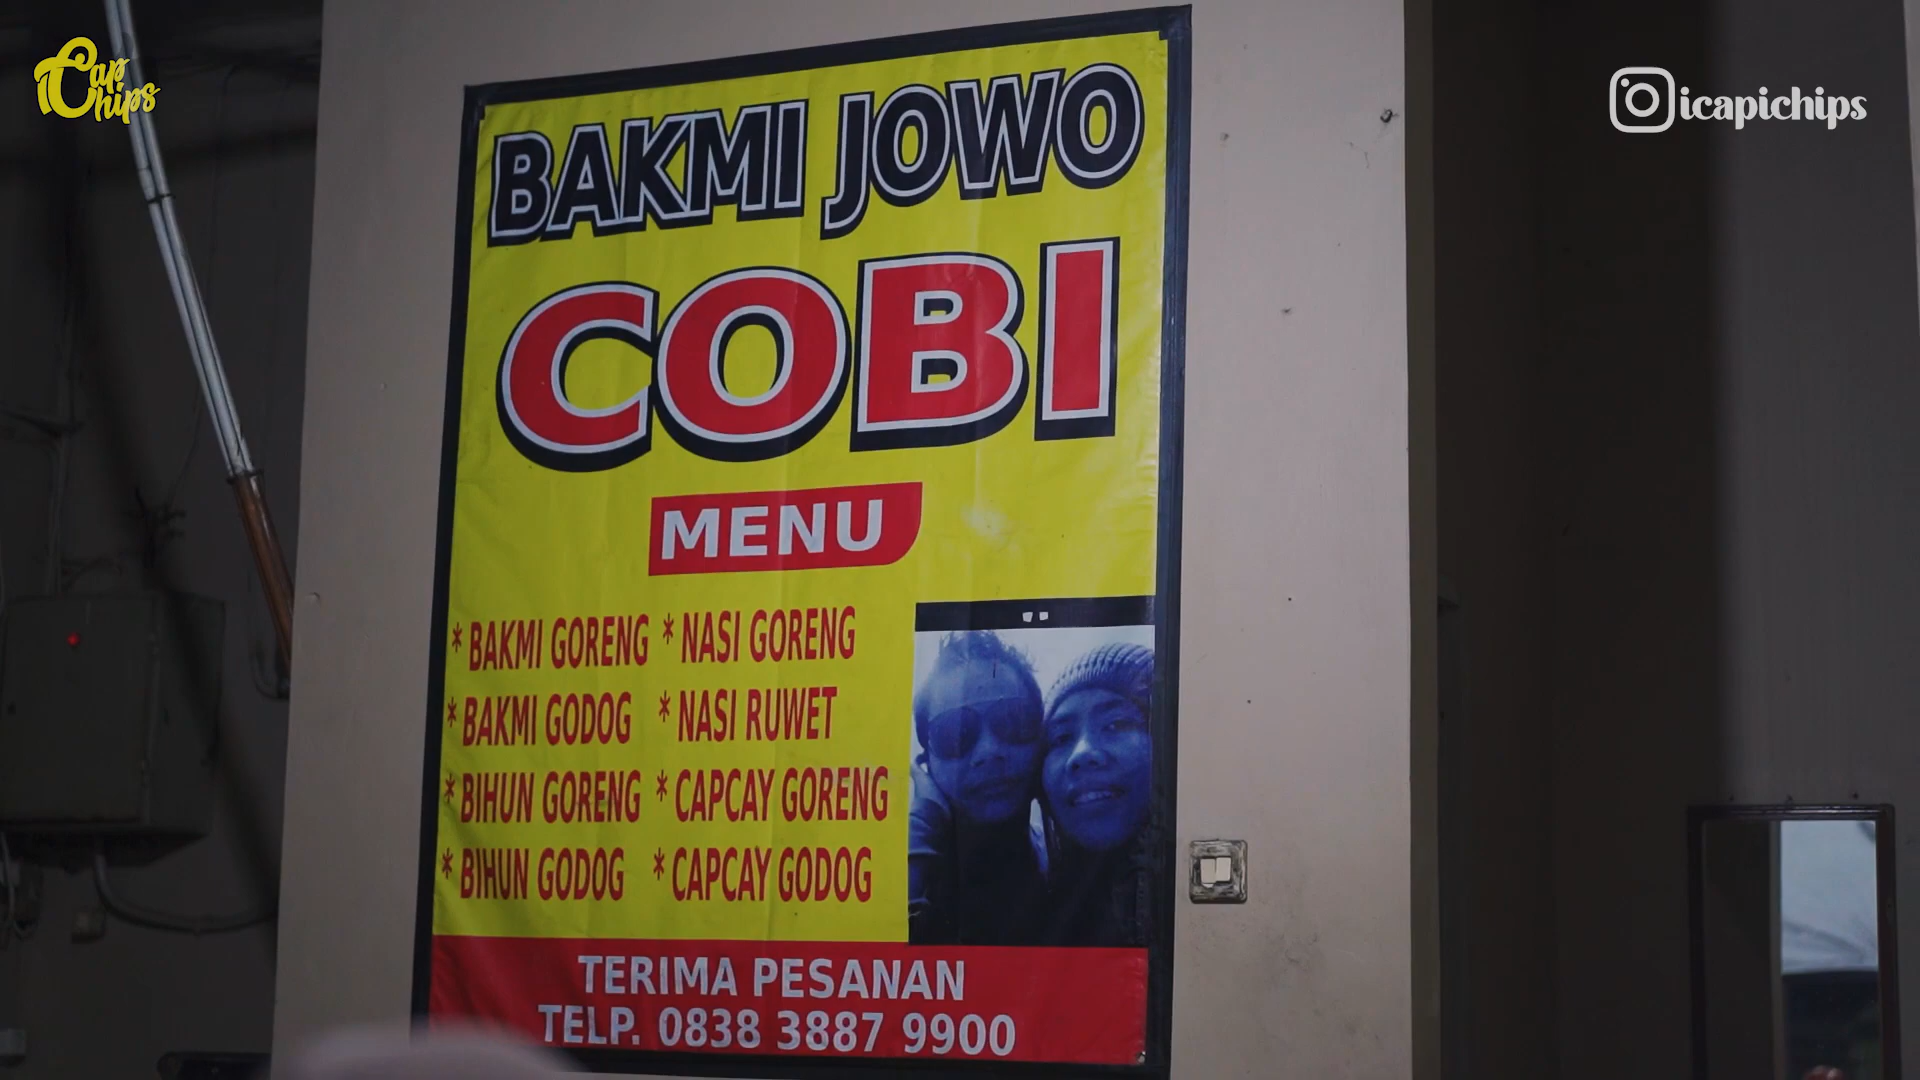 Cap Chips
icapichips
BAKMI JOWO
COBI
MENU
* BAKMI GORENG
* BAKMI GODOG
* BIHUN GORENG
* BIHUN GODOG
* NASI GORENG
* NASI RUWET
* CAPCAY GORENG
* CAPCAY GODOG
TERIMA PESANAN
TELP. 0838 3887 9900